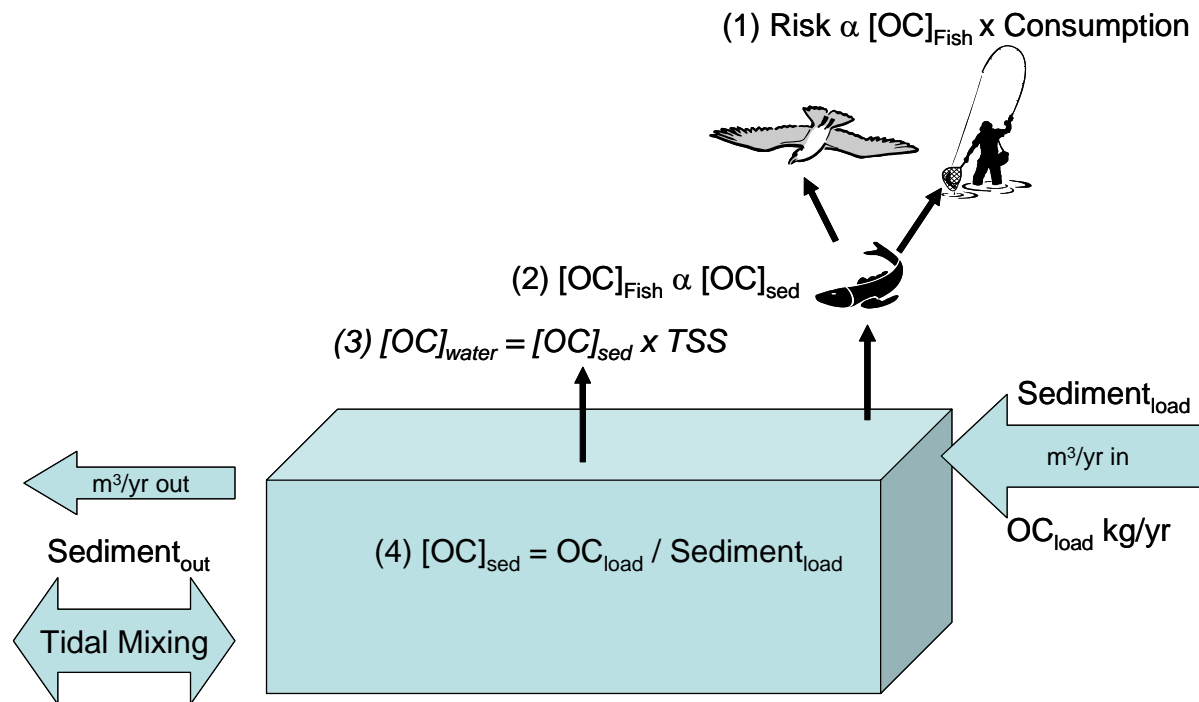 (1) Risk α [OC]Fish x Consumption
(2) [OC]Fish α [OC]sed
(3) [OC]water = [OC]sed x TSS
Sedimentload
m³/yr in
OCload kg/yr
m³/yr out
Sedimentout
Tidal Mixing
(4) [OC]sed = OCload / Sedimentload